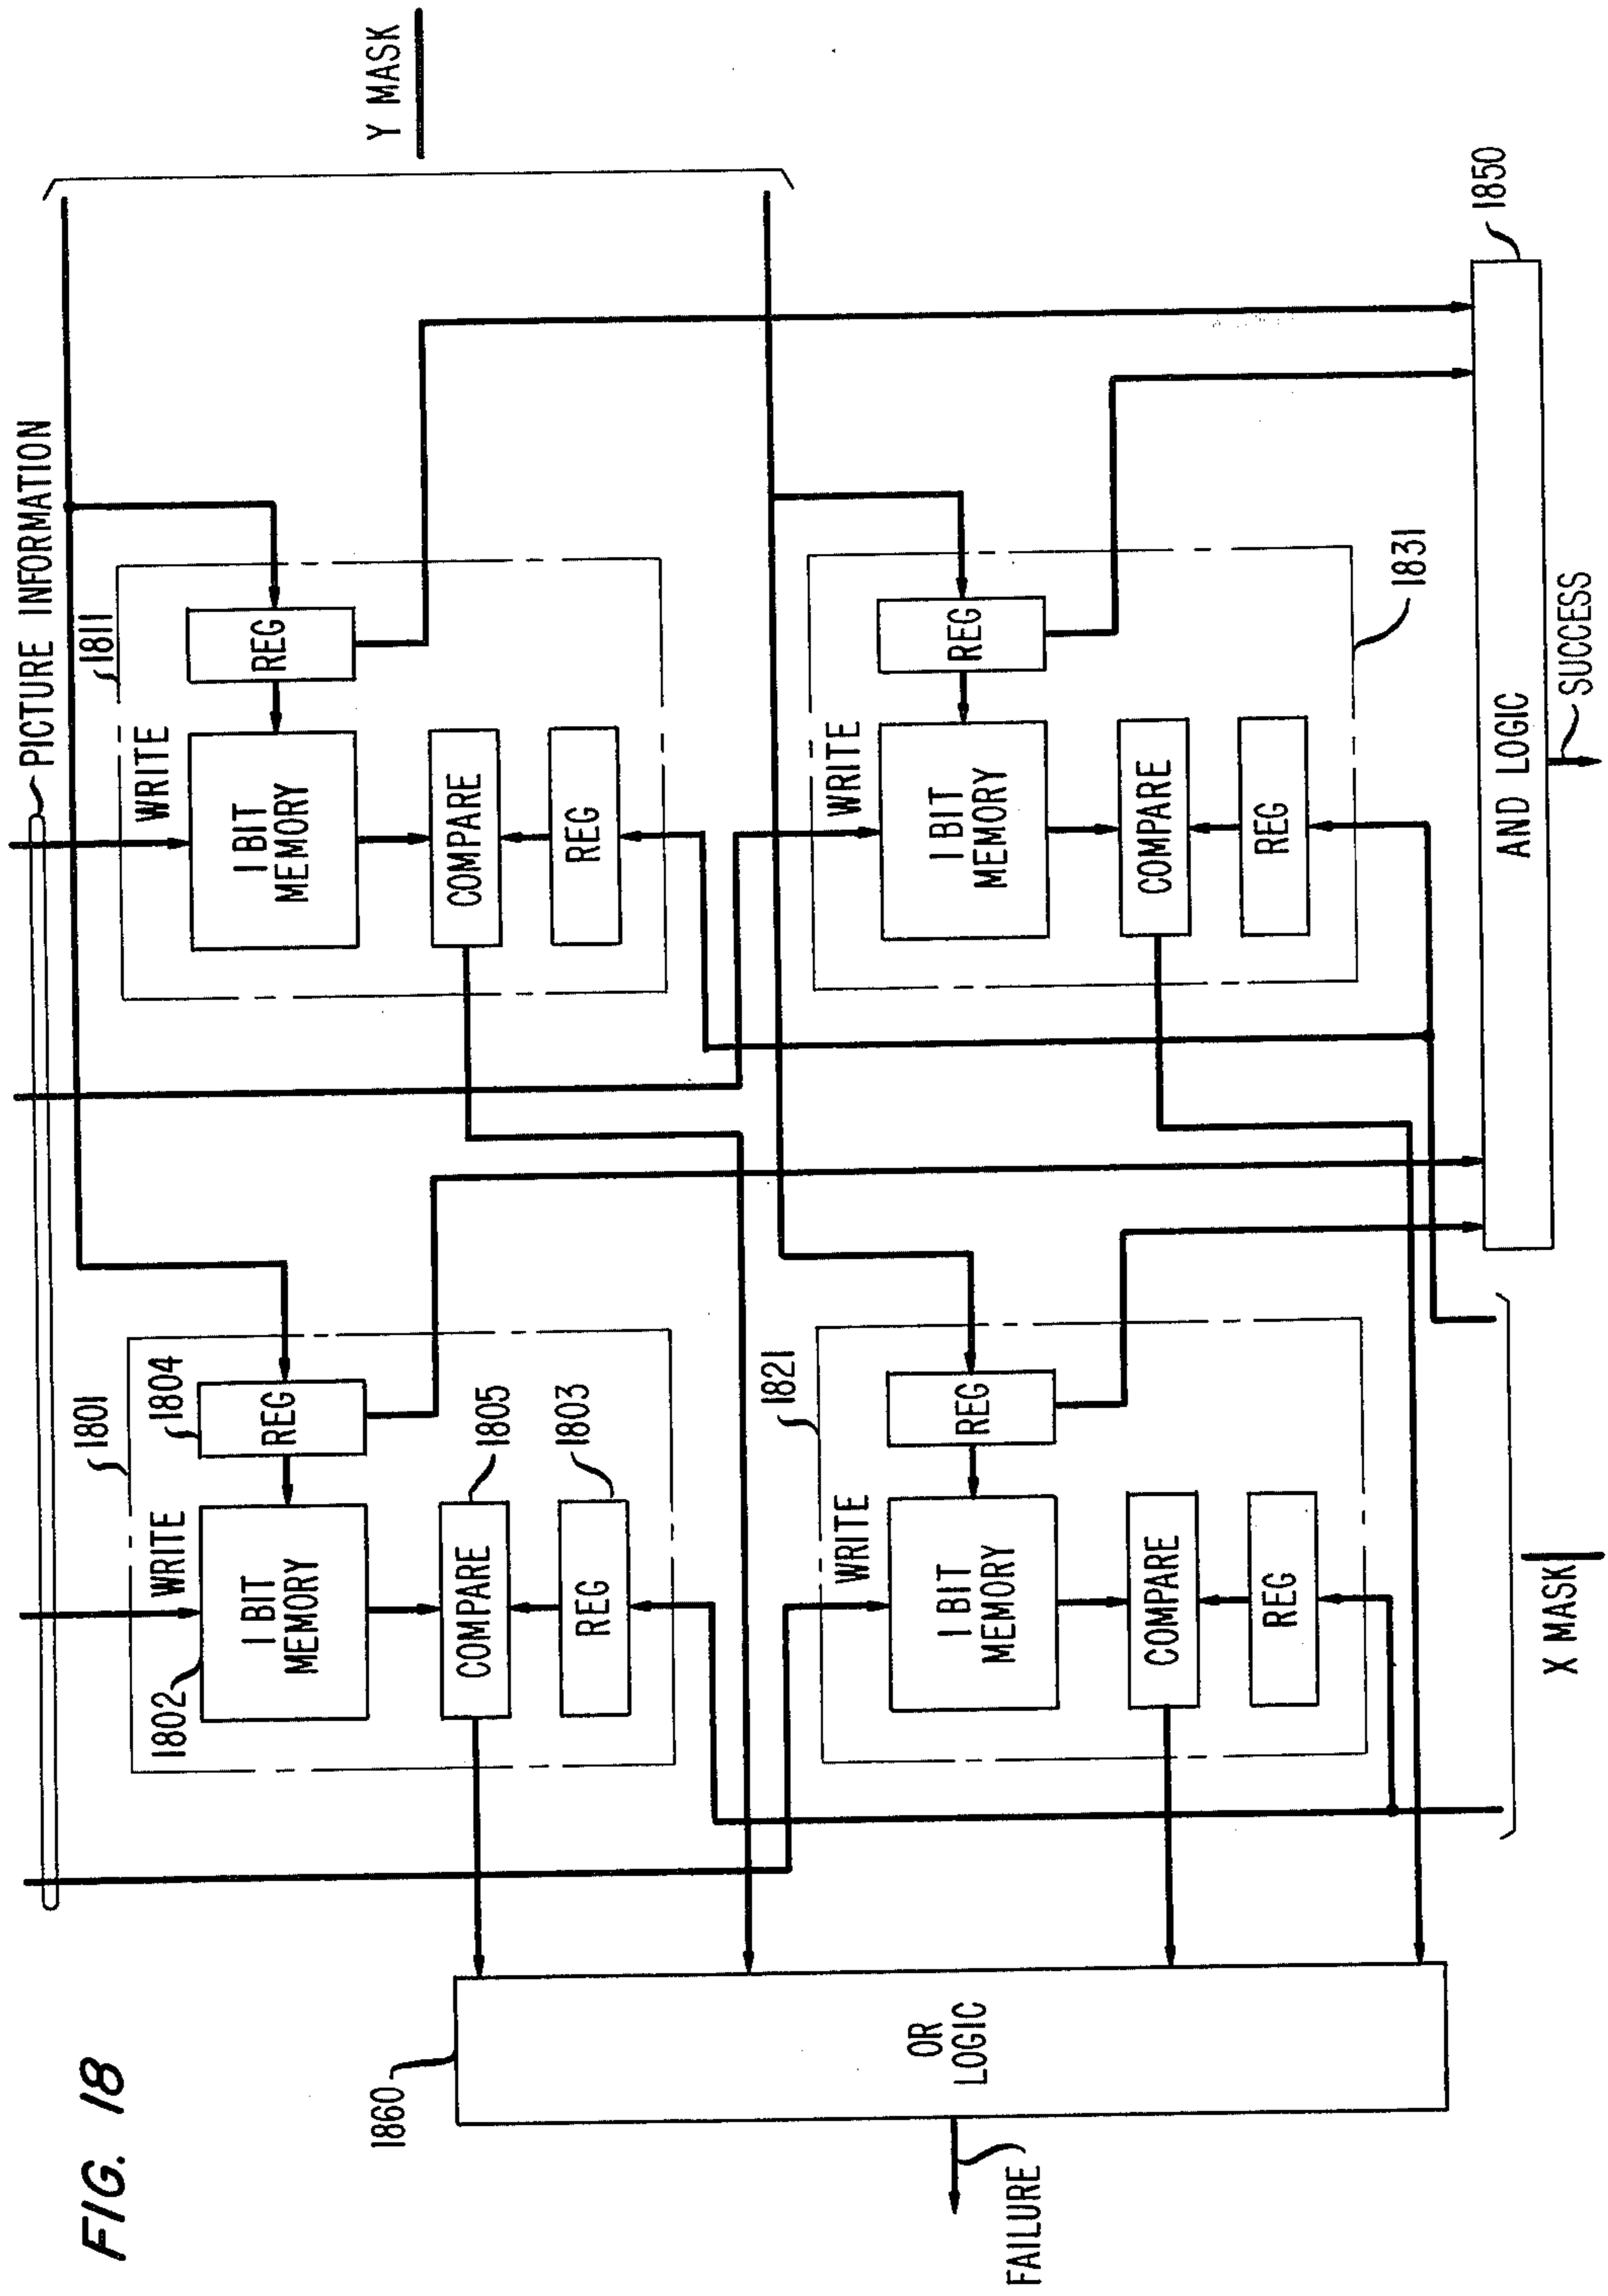 FIG. 18
PICTURE INFORMATION
Y MASK
1801
1811
WRITE
WRITE
1802
1 BIT
MEMORY
1804
REG
1 BIT
MEMORY
REG
COMPARE
1805
COMPARE
REG
1803
REG
1860
OR
LOGIC
FAILURE
1821
WRITE
WRITE
1 BIT
MEMORY
REG
1 BIT
MEMORY
REG
COMPARE
COMPARE
REG
REG
1831
X MASK
AND LOGIC
1850
SUCCESS